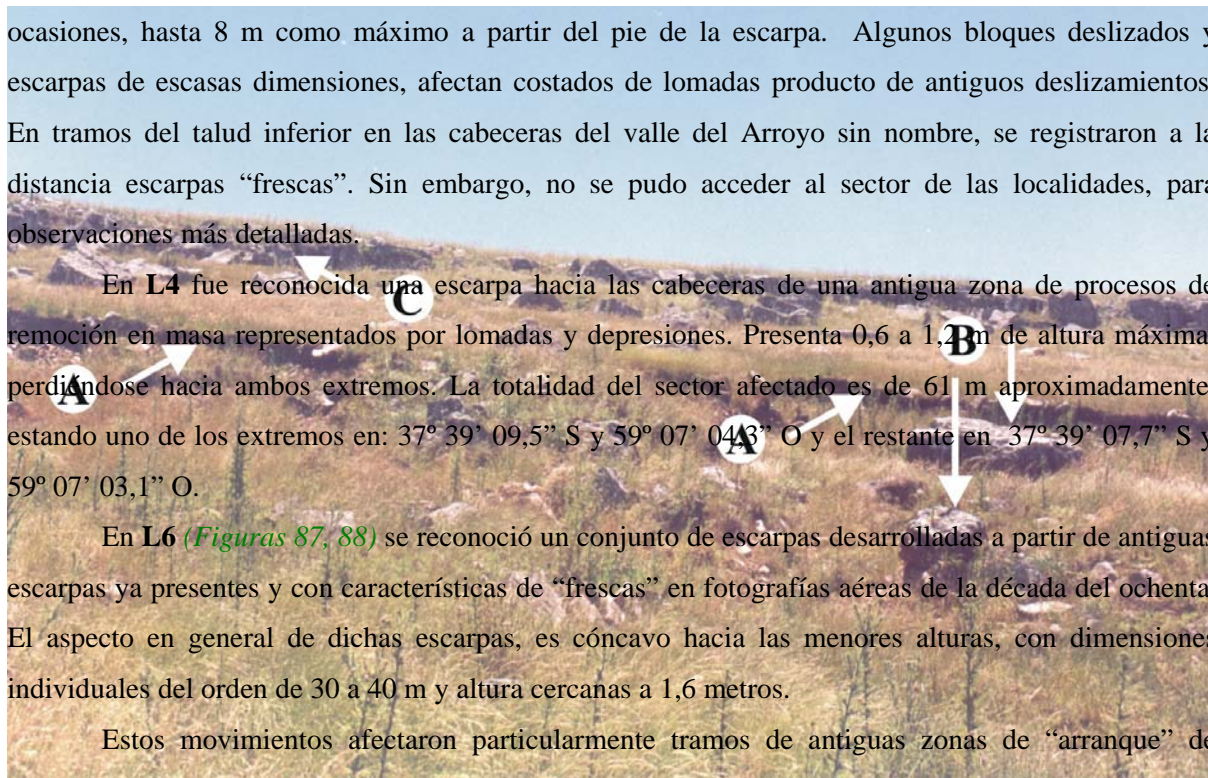 ocasiones, hasta 8 m como máximo a partir del pie de la escarpa. Algunos bloques deslizados y
escarpas de escasas dimensiones, afectan costados de lomadas producto de antiguos deslizamientos
En tramos del talud inferior en las cabeceras del valle del Arroyo sin nombre, se registraron a la
distancia escarpas “frescas”. Sin embargo, no se pudo acceder al sector de las localidades, para
observaciones más detalladas.
En L4 fue reconocida una escarpa hacia las cabeceras de una antigua zona de procesos de
C
remoción en masa representados por lomadas y depresiones. Presenta 0,6 a 1,2 m de altura máxima
B
perdiéndose hacia ambos extremos. La totalidad del sector afectado es de 61 m aproximadamente
A
estando uno de los extremos en: 37º 39’ 09,5” S y 59º 07’ 04,3” O y el restante en 37º 39’ 07,7” S y
A
59º 07’ 03,1” O.
En L6 (Figuras 87, 88) se reconoció un conjunto de escarpas desarrolladas a partir de antiguas
escarpas ya presentes y con características de “frescas” en fotografías aéreas de la década del ochenta
El aspecto en general de dichas escarpas, es cóncavo hacia las menores alturas, con dimensiones
individuales del orden de 30 a 40 m y altura cercanas a 1,6 metros.
Estos movimientos afectaron particularmente tramos de antiguas zonas de “arranque” de